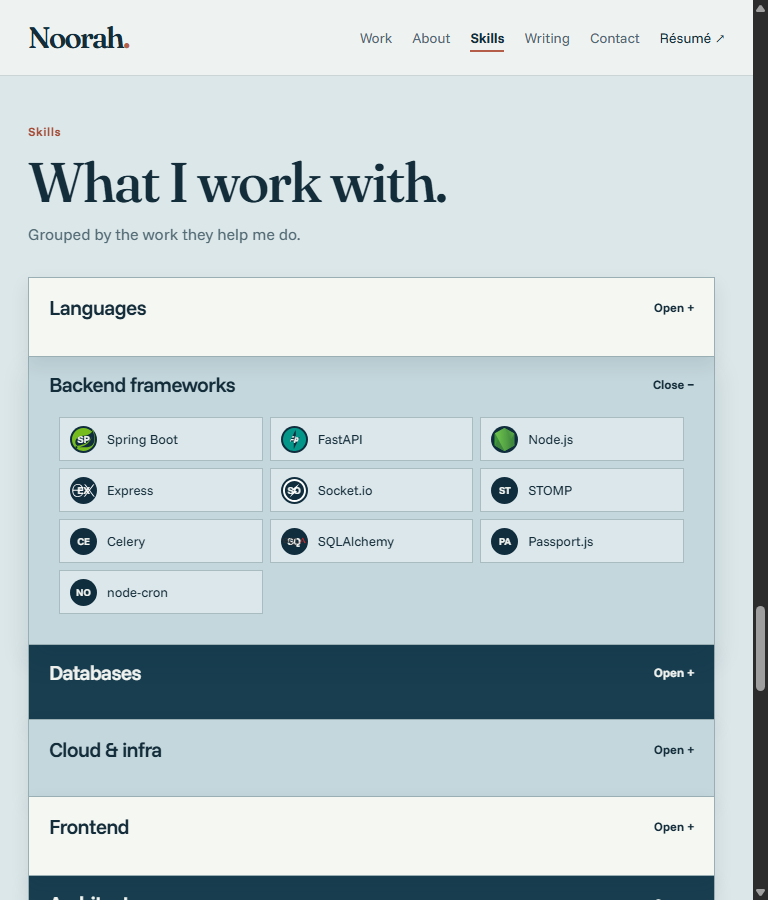 Noorah.
Work About Skills Writing Contact Résumé ↗
Skills
What I work with.
Grouped by the work they help me do.
Languages Open +
Backend frameworks Close −
SP Spring Boot FastAPI Node.js
EX Express SO Socket.io ST STOMP
CE Celery SQ SQLAlchemy PA Passport.js
NO node-cron
Databases Open +
Cloud & infra Open +
Frontend Open +